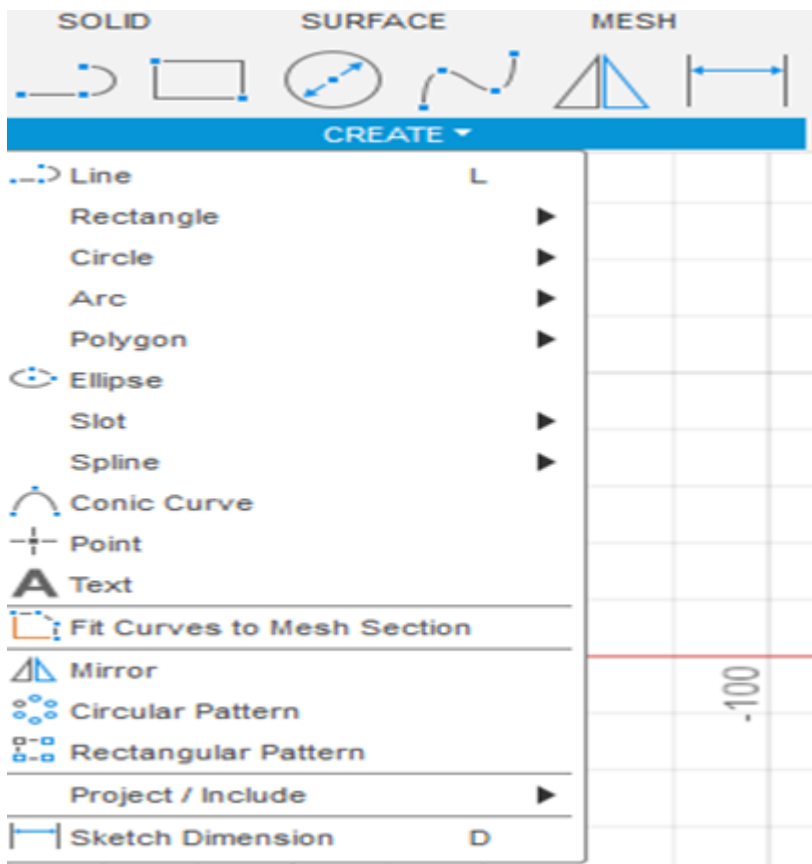 SOLID SURFACE MESH
CREATE
Line L
Rectangle
Circle
Arc
Polygon
Ellipse
Slot
Spline
Conic Curve
Point
A Text
Fit Curves to Mesh Section
Mirror
Circular Pattern
Rectangular Pattern
Project / Include
Sketch Dimension D
-100